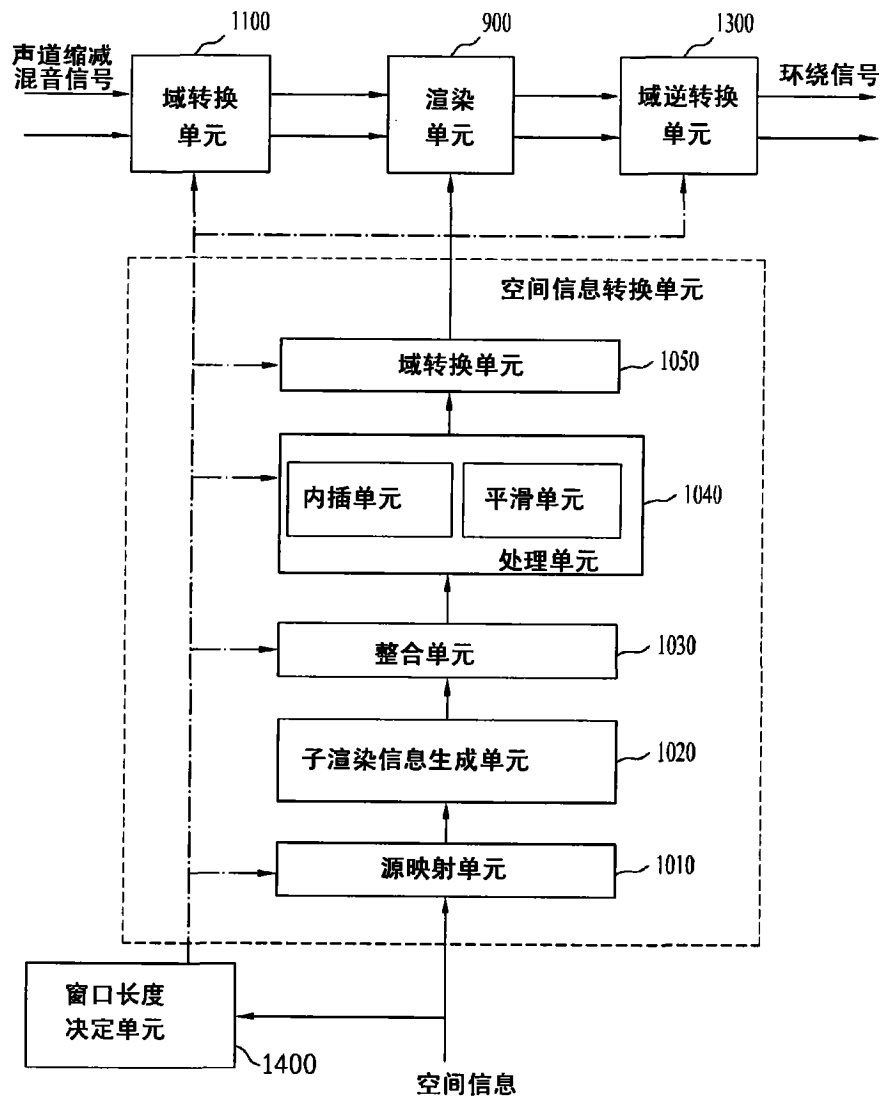 1100
900
1300
声道缩减
混音信号
域转换
单元
渲染
单元
域逆转换
单元
环绕信号
空间信息转换单元
域转换单元
1050
内插单元
平滑单元
处理单元
1040
整合单元
1030
子渲染信息生成单元
1020
源映射单元
1010
窗口长度
决定单元
1400
空间信息